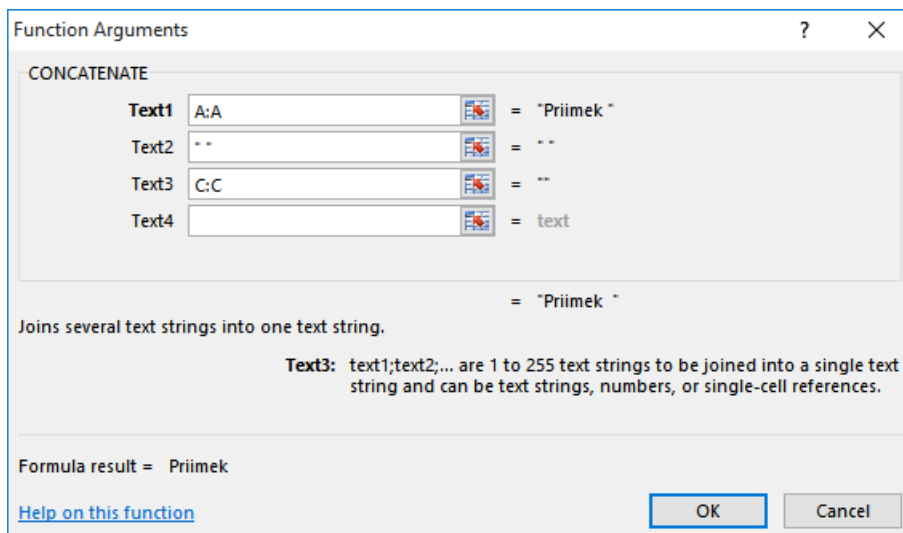 Function Arguments ? ×
CONCATENATE
Text1 A:A = "Priimek "
Text2 " " = " "
Text3 C:C = ""
Text4 = text
= "Priimek  "
Joins several text strings into one text string.
Text3: text1;text2;... are 1 to 255 text strings to be joined into a single text
string and can be text strings, numbers, or single-cell references.
Formula result = Priimek
Help on this function OK Cancel